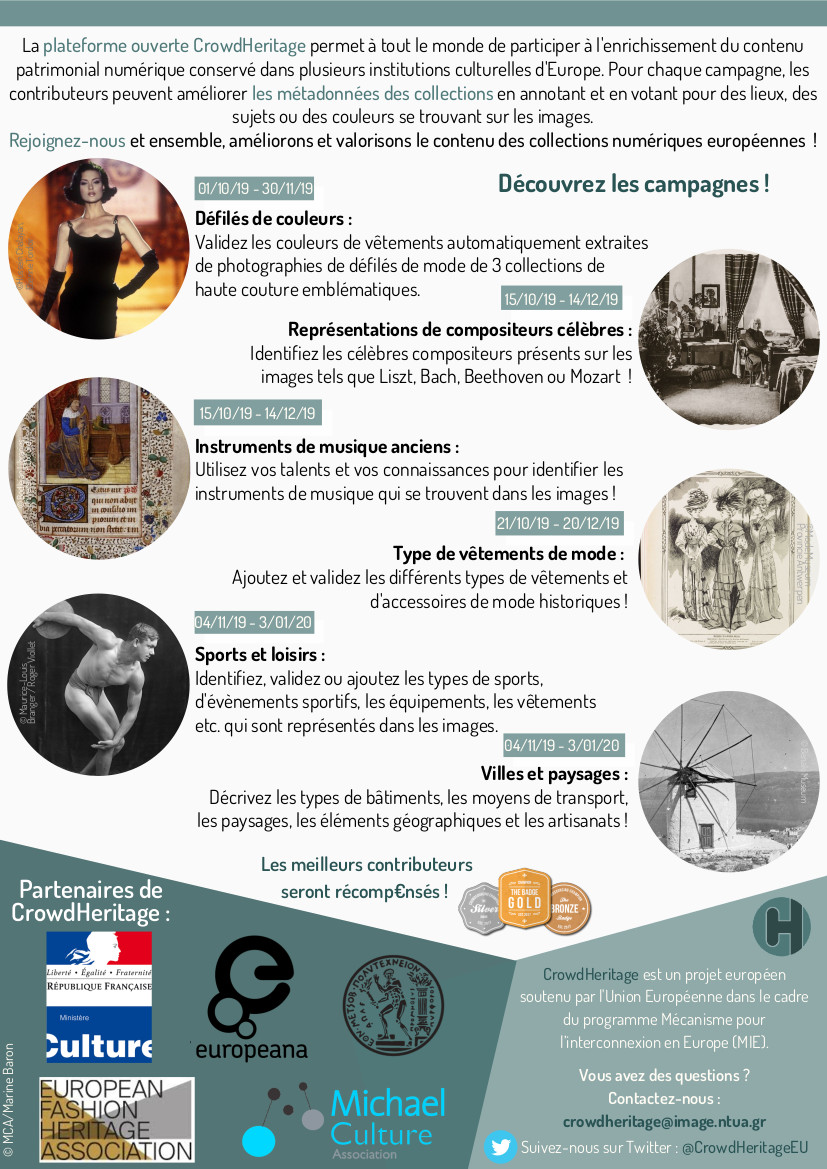 La plateforme ouverte CrowdHeritage permet à tout le monde de participer à l'enrichissement du contenu
patrimonial numérique conservé dans plusieurs institutions culturelles d'Europe. Pour chaque campagne, les
contributeurs peuvent améliorer les métadonnées des collections en annotant et en votant pour des lieux, des
sujets ou des couleurs se trouvant sur les images.
Rejoignez-nous et ensemble, améliorons et valorisons le contenu des collections numériques européennes !
Découvrez les campagnes !
01/10/19 - 30/11/19
Défilés de couleurs :
Validez les couleurs de vêtements automatiquement extraites
de photographies de défilés de mode de 3 collections de
haute couture emblématiques.
15/10/19 - 14/12/19
Représentations de compositeurs célèbres :
Identifiez les célèbres compositeurs présents sur les
images tels que Liszt, Bach, Beethoven ou Mozart !
15/10/19 - 14/12/19
Instruments de musique anciens :
Utilisez vos talents et vos connaissances pour identifier les
instruments de musique qui se trouvent dans les images !
21/10/19 - 20/12/19
Type de vêtements de mode :
Ajoutez et validez les différents types de vêtements et
d'accessoires de mode historiques !
ModeMuseum
Provincie Antwerpen
04/11/19 - 3/01/20
Sports et loisirs :
Identifiez, validez ou ajoutez les types de sports,
d'évènements sportifs, les équipements, les vêtements
etc. qui sont représentés dans les images.
© Maurice-Louis
Branger / Roger Viollet
04/11/19 - 3/01/20
Villes et paysages :
Décrivez les types de bâtiments, les moyens de transport,
les paysages, les éléments géographiques et les artisanats !
Museum
Les meilleurs contributeurs
seront récomp€nsés !
Silver
THE BADGE
GOLD
The
BRONZE
Partenaires de
CrowdHeritage :
Liberté • Égalité • Fraternité
RÉPUBLIQUE FRANÇAISE
Ministère
Culture
europeana
EUROPEAN
FASHION
HERITAGE
ASSOCIATION
Michael
Culture
Association
© MCA/Marine Baron
CH
CrowdHeritage est un projet européen
soutenu par l'Union Européenne dans le cadre
du programme Mécanisme pour
l'interconnexion en Europe (MIE).
Vous avez des questions ?
Contactez-nous :
crowdheritage@image.ntua.gr
Suivez-nous sur Twitter : @CrowdHeritageEU